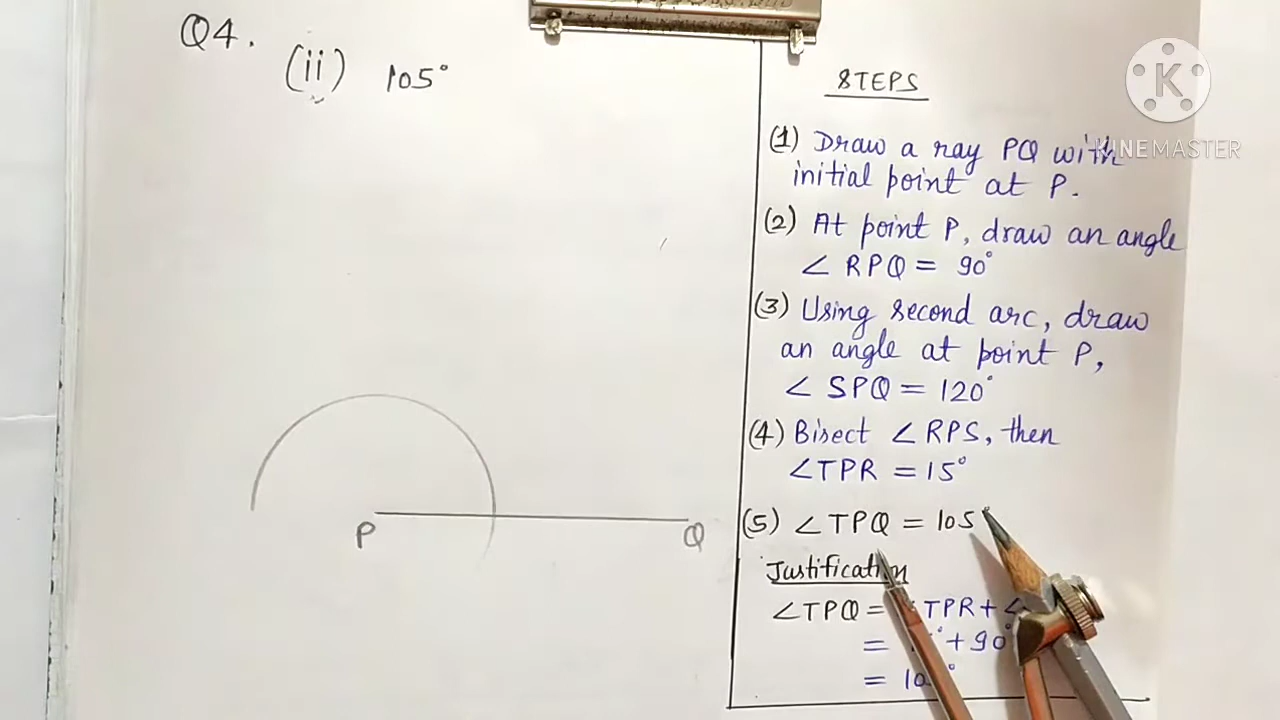 Q4.
(ii) 105°
P
Q
STEPS
(1) Draw a ray PQ with
initial point at P.
(2) At point P, draw an angle
∠ RPQ = 90°
(3) Using second arc, draw
an angle at point P,
∠ SPQ = 120°
(4) Bisect ∠RPS, then
∠TPR = 15°
(5) ∠TPQ = 105°
Justification
∠TPQ = TPR + ∠
= ° + 90°
= 10 °
K
KINEMASTER